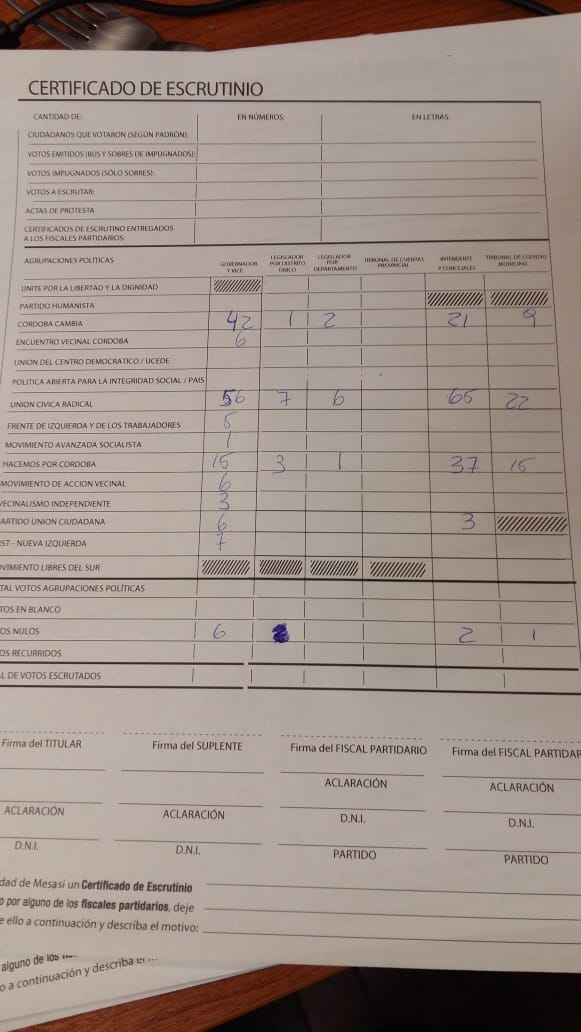 CERTIFICADO DE ESCRUTINIO
CANTIDAD DE: EN NÚMEROS: EN LETRAS:
CIUDADANOS QUE VOTARON (SEGÚN PADRÓN):
VOTOS EMITIDOS (BUS Y SOBRES DE IMPUGNADOS):
VOTOS IMPUGNADOS (SÓLO SOBRES):
VOTOS A ESCRUTAR:
ACTAS DE PROTESTA
CERTIFICADOS DE ESCRUTINO ENTREGADOS
A LOS FISCALES PARTIDARIOS:
AGRUPACIONES POLÍTICAS GOBERNADOR Y VICE LEGISLADOR POR DISTRITO ÚNICO LEGISLADOR POR DEPARTAMENTO TRIBUNAL DE CUENTAS PROVINCIAL INTENDENTE Y CONCEJALES TRIBUNAL DE CUENTAS MUNICIPAL
UNITE POR LA LIBERTAD Y LA DIGNIDAD
PARTIDO HUMANISTA
CORDOBA CAMBIA 42 1 2 21 9
ENCUENTRO VECINAL CORDOBA 6
UNION DEL CENTRO DEMOCRATICO / UCEDE
POLITICA ABIERTA PARA LA INTEGRIDAD SOCIAL / PAIS
UNION CIVICA RADICAL 56 7 6 65 22
FRENTE DE IZQUIERDA Y DE LOS TRABAJADORES 5
MOVIMIENTO AVANZADA SOCIALISTA 1
HACEMOS POR CORDOBA 15 3 1 37 15
MOVIMIENTO DE ACCION VECINAL 6
VECINALISMO INDEPENDIENTE 3
PARTIDO UNION CIUDADANA 6 3
ST - NUEVA IZQUIERDA 7
OVIMIENTO LIBRES DEL SUR
TAL VOTOS AGRUPACIONES POLÍTICAS
TOS EN BLANCO
OS NULOS 6 2 1
OS RECURRIDOS
L DE VOTOS ESCRUTADOS
Firma del TITULAR Firma del SUPLENTE Firma del FISCAL PARTIDARIO Firma del FISCAL PARTIDAR
ACLARACIÓN ACLARACIÓN ACLARACIÓN ACLARACIÓN
D.N.I. D.N.I. D.N.I. D.N.I.
PARTIDO PARTIDO
dad de Mesasi un Certificado de Escrutinio
o por alguno de los fiscales partidarios, deje
e ello a continuación y describa el motivo:
alguno de los
o a continuación y describa